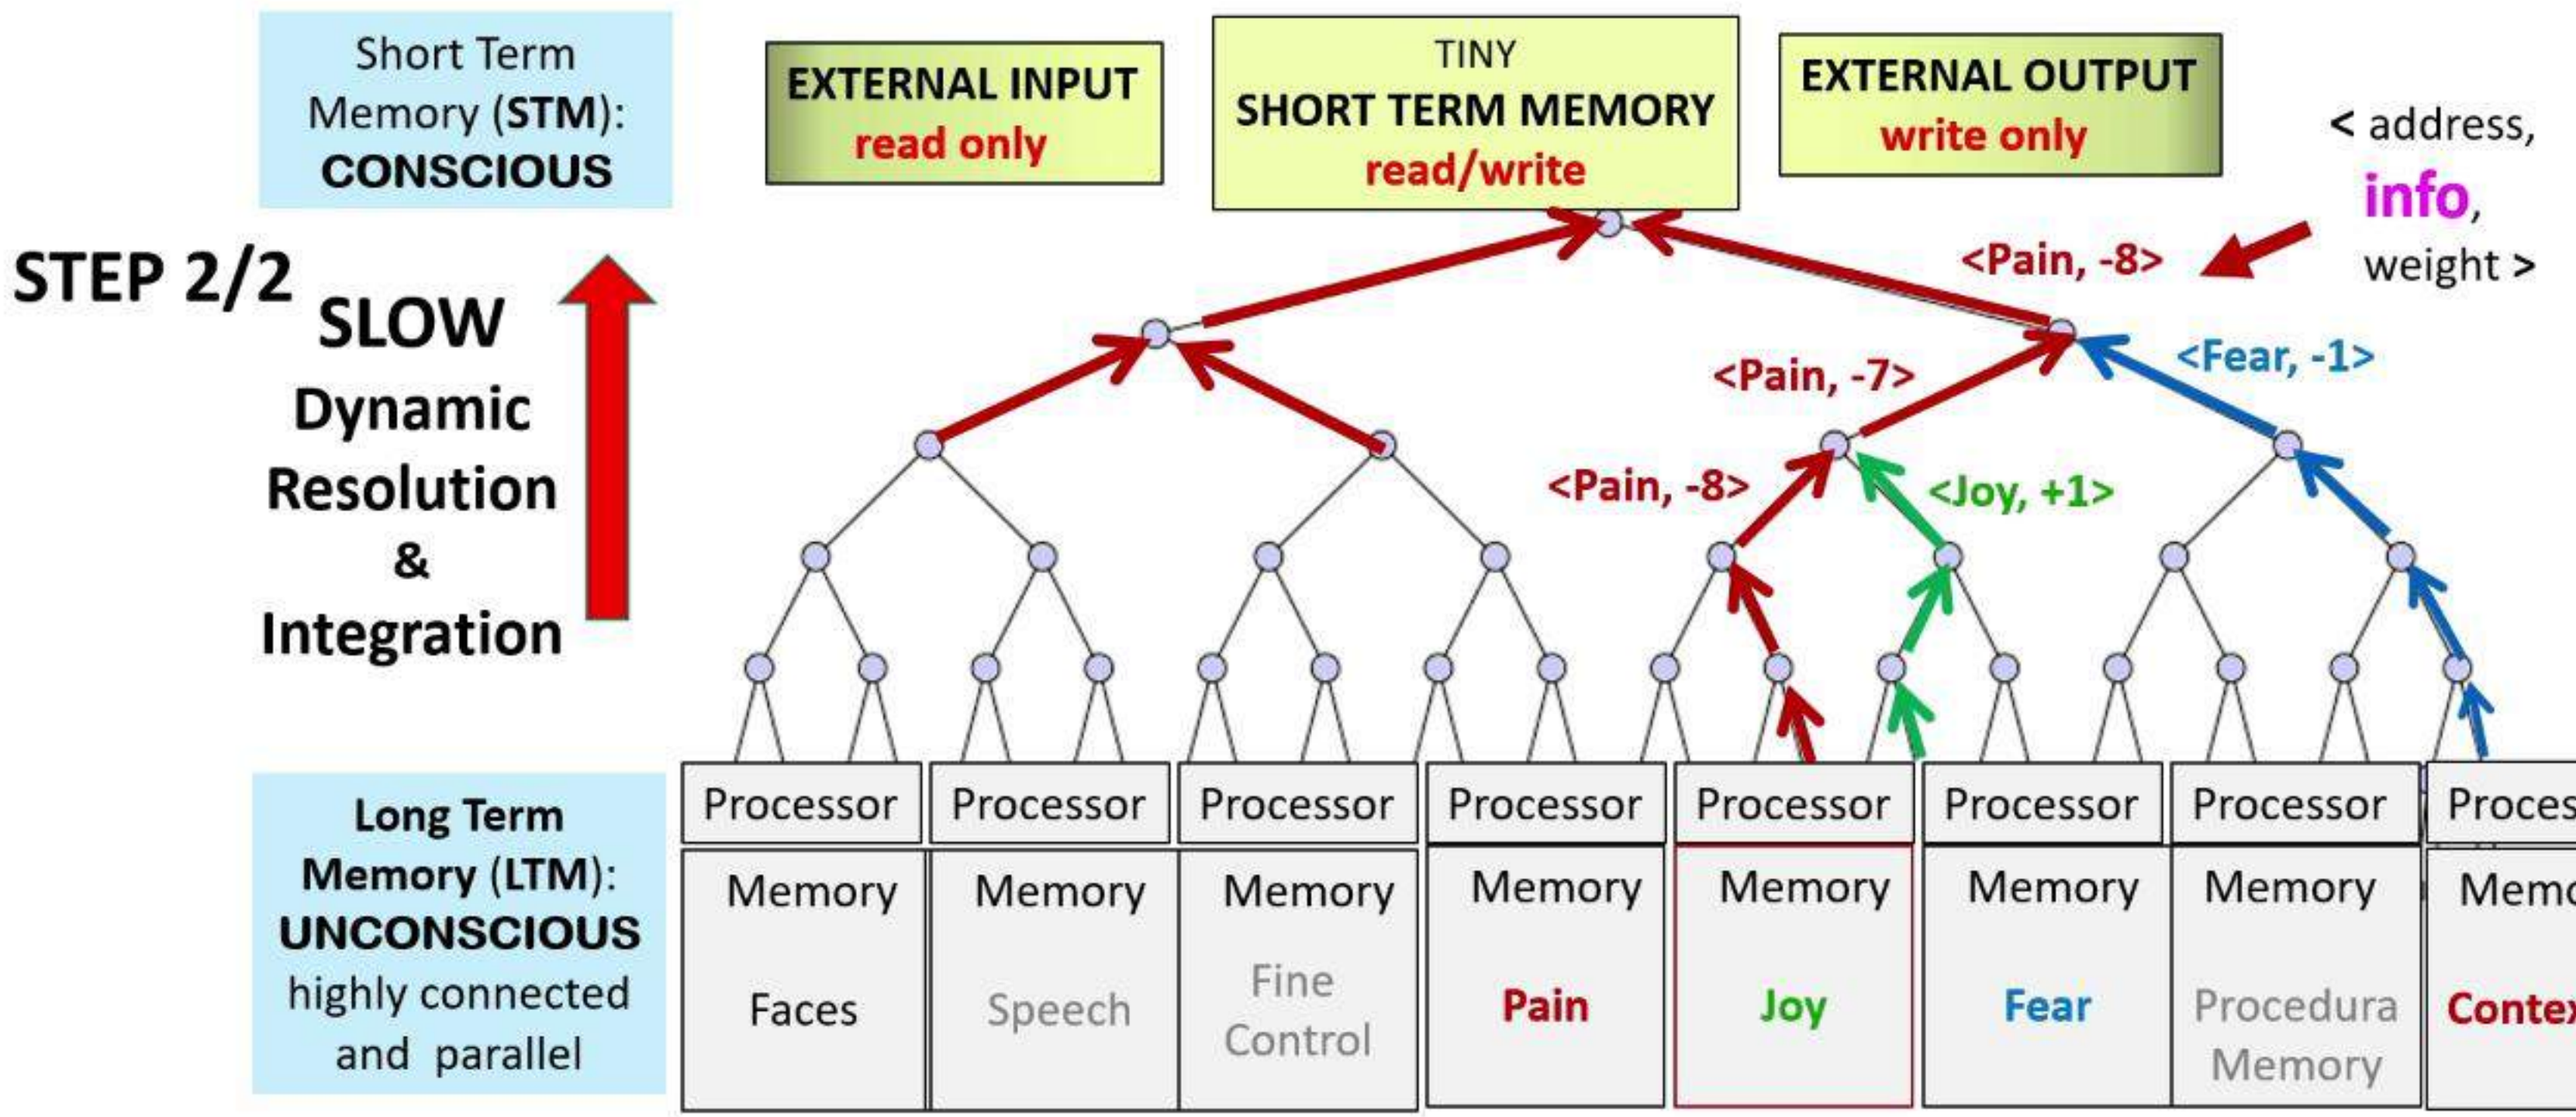 Short Term
Memory (STM):
CONSCIOUS
EXTERNAL INPUT
read only
TINY
SHORT TERM MEMORY
read/write
EXTERNAL OUTPUT
write only
< address,
info,
weight >
STEP 2/2
SLOW
Dynamic
Resolution
&
Integration
<Pain, -8>
<Pain, -7>
<Fear, -1>
<Pain, -8>
<Joy, +1>
Long Term
Memory (LTM):
UNCONSCIOUS
highly connected
and parallel
Processor
Memory
Faces
Processor
Memory
Speech
Processor
Memory
Fine
Control
Processor
Memory
Pain
Processor
Memory
Joy
Processor
Memory
Fear
Processor
Memory
Procedura
Memory
Proces
Memo
Contex